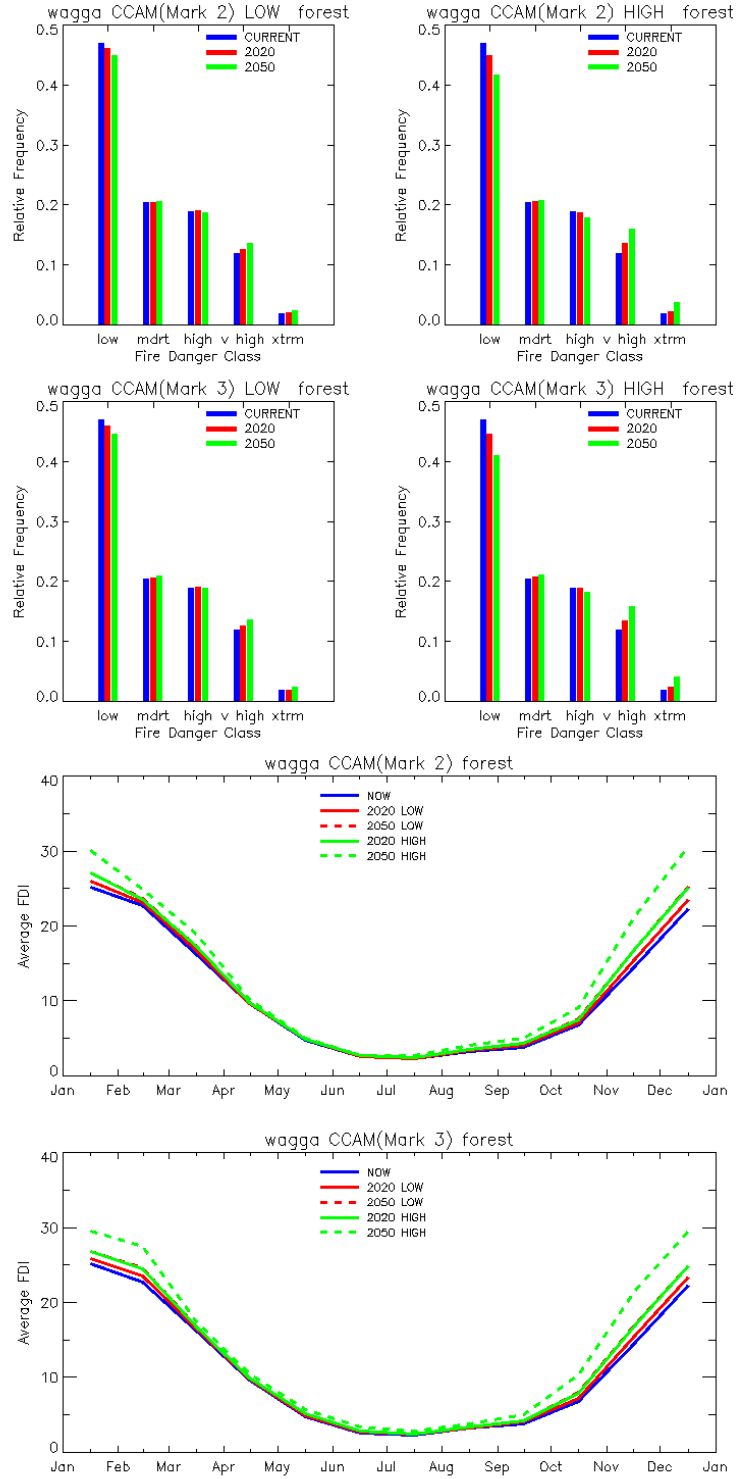 wagga CCAM(Mark 2) LOW forest
wagga CCAM(Mark 2) HIGH forest
0.5
CURRENT
2020
2050
0.4
0.3
0.2
0.1
0.0
Relative Frequency
low mdrt high v high xtrm
Fire Danger Class
0.5
CURRENT
2020
2050
0.4
0.3
0.2
0.1
0.0
Relative Frequency
low mdrt high v high xtrm
Fire Danger Class
wagga CCAM(Mark 3) LOW forest
wagga CCAM(Mark 3) HIGH forest
0.5
CURRENT
2020
2050
0.4
0.3
0.2
0.1
0.0
Relative Frequency
low mdrt high v high xtrm
Fire Danger Class
0.5
CURRENT
2020
2050
0.4
0.3
0.2
0.1
0.0
Relative Frequency
low mdrt high v high xtrm
Fire Danger Class
wagga CCAM(Mark 2) forest
40
NOW
2020 LOW
2050 LOW
2020 HIGH
2050 HIGH
30
20
10
0
Average FDI
Jan Feb Mar Apr May Jun Jul Aug Sep Oct Nov Dec Jan
wagga CCAM(Mark 3) forest
40
NOW
2020 LOW
2050 LOW
2020 HIGH
2050 HIGH
30
20
10
0
Average FDI
Jan Feb Mar Apr May Jun Jul Aug Sep Oct Nov Dec Jan